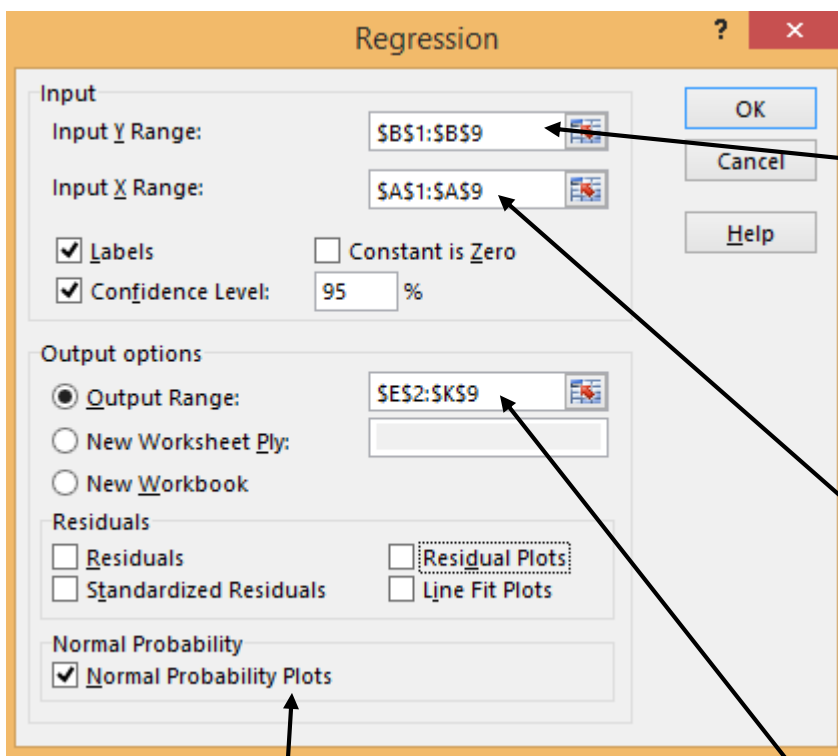 Regression
?
×
Input
Input Y Range:
$B$1:$B$9
Input X Range:
$A$1:$A$9
Labels
Constant is Zero
Confidence Level:
95
%
OK
Cancel
Help
Output options
Output Range:
$E$2:$K$9
New Worksheet Ply:
New Workbook
Residuals
Residuals
Residual Plots
Standardized Residuals
Line Fit Plots
Normal Probability
Normal Probability Plots